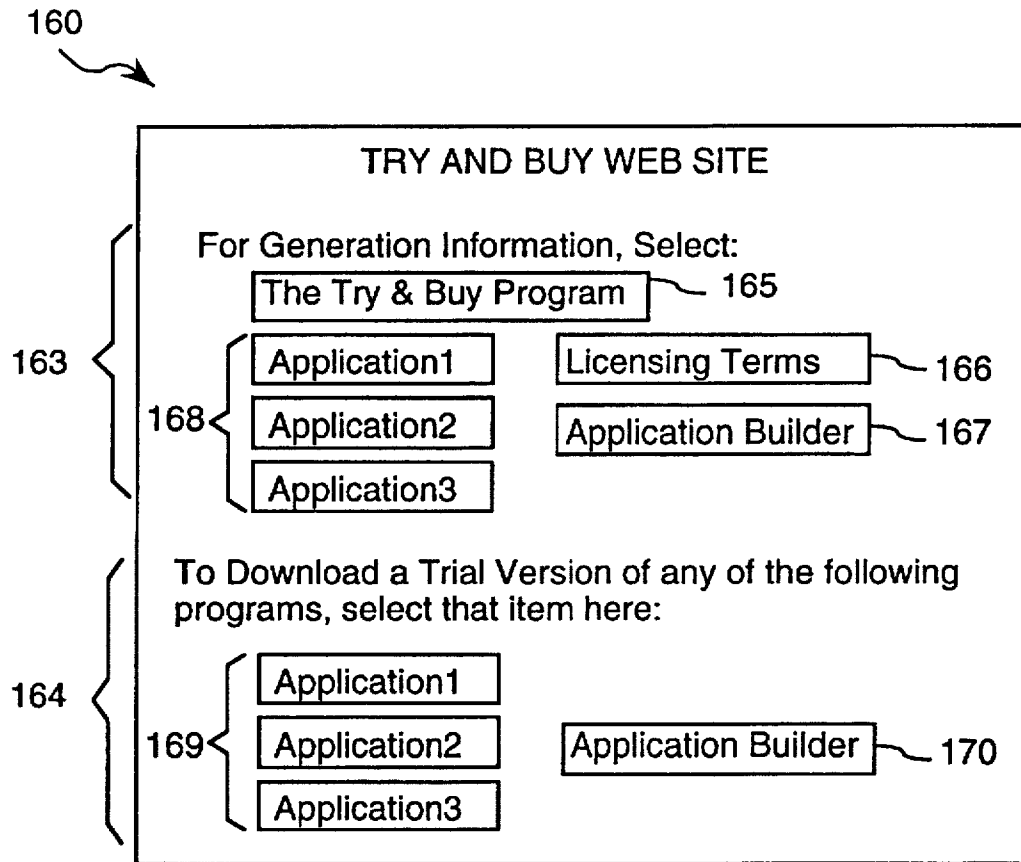 160
TRY AND BUY WEB SITE
For Generation Information, Select:
The Try & Buy Program 165
163
168
Application1 Licensing Terms 166
Application2 Application Builder 167
Application3
To Download a Trial Version of any of the following
programs, select that item here:
164
169
Application1
Application2 Application Builder 170
Application3